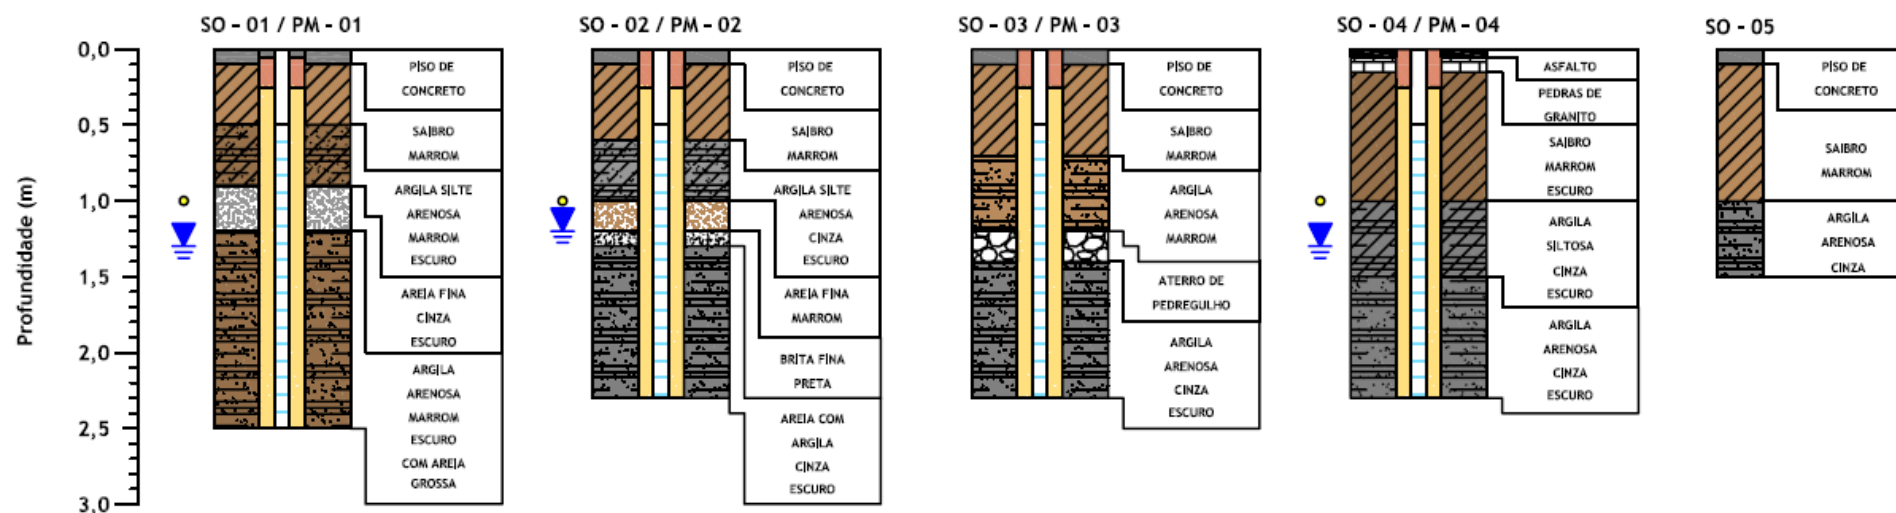 SO - 01 / PM - 01
SO - 02 / PM - 02
SO - 03 / PM - 03
SO - 04 / PM - 04
SO - 05
Profundidade (m)
0,0
0,5
1,0
1,5
2,0
2,5
3,0
PISO DE
CONCRETO
SAIBRO
MARROM
ARGILA SILTE
ARENOSA
MARROM
ESCURO
AREIA FINA
CINZA
ESCURO
ARGILA
ARENOSA
MARROM
ESCURO
COM AREIA
GROSSA
PISO DE
CONCRETO
SAIBRO
MARROM
ARGILA SILTE
ARENOSA
CINZA
ESCURO
AREIA FINA
MARROM
BRITA FINA
PRETA
AREIA COM
ARGILA
CINZA
ESCURO
PISO DE
CONCRETO
SAIBRO
MARROM
ARGILA
ARENOSA
MARROM
ATERRO DE
PEDREGULHO
ARGILA
ARENOSA
CINZA
ESCURO
ASFALTO
PEDRAS DE
GRANITO
SAIBRO
MARROM
ESCURO
ARGILA
SILTOSA
CINZA
ESCURO
ARGILA
ARENOSA
CINZA
ESCURO
PISO DE
CONCRETO
SAIBRO
MARROM
ARGILA
ARENOSA
CINZA